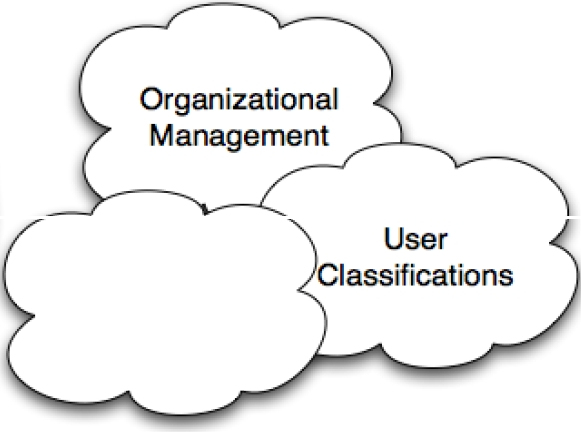 Organizational
Management
User
Classifications